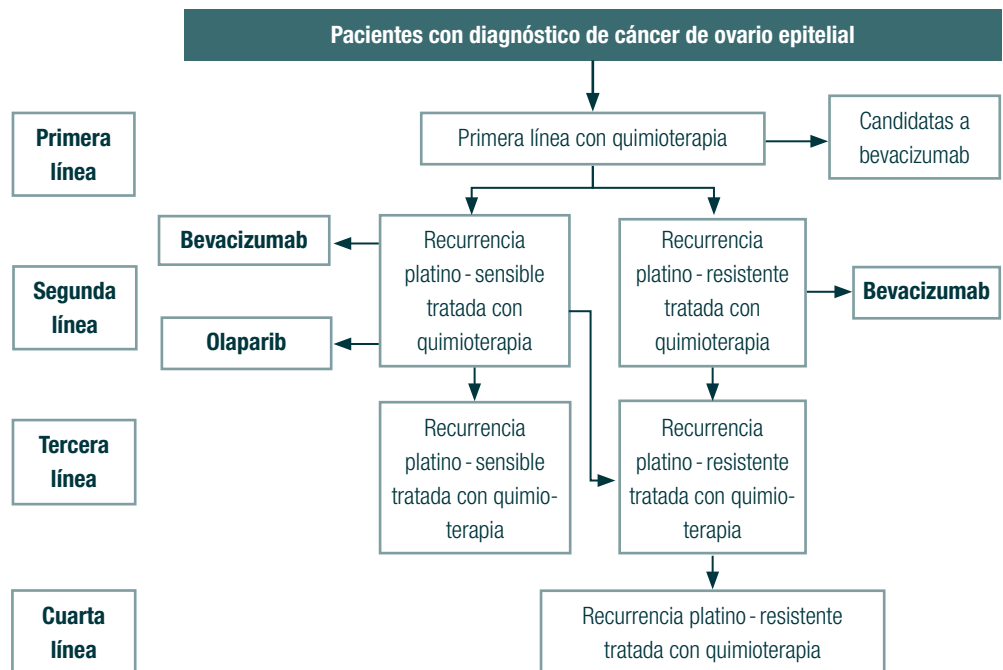 Pacientes con diagnóstico de cáncer de ovario epitelial
Primera
línea
Primera línea con quimioterapia
Candidatas a
bevacizumab
Segunda
línea
Bevacizumab
Olaparib
Recurrencia
platino - sensible
tratada con
quimioterapia
Recurrencia
platino - resistente
tratada con
quimioterapia
Bevacizumab
Tercera
línea
Recurrencia
platino - sensible
tratada con quimio-
terapia
Recurrencia
platino - resistente
tratada con quimio-
terapia
Cuarta
línea
Recurrencia platino - resistente
tratada con quimioterapia